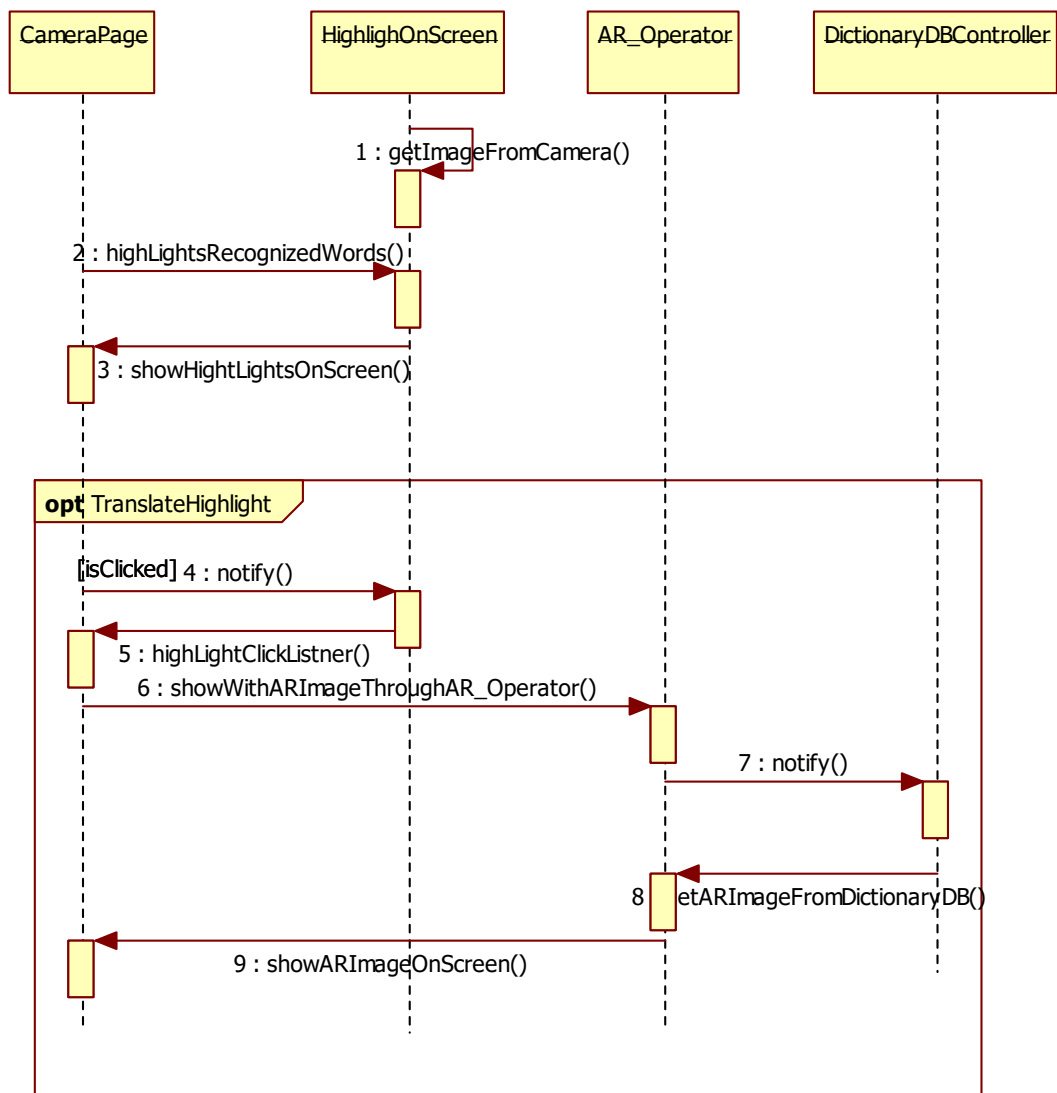 CameraPage
HighlighOnScreen
AR_Operator
DictionaryDBController
1 : getImageFromCamera()
2 : highLightsRecognizedWords()
3 : showHightLightsOnScreen()
opt TranslateHighlight
[isClicked] 4 : notify()
5 : highLightClickListner()
6 : showWithARImageThroughAR_Operator()
7 : notify()
8 etARImageFromDictionaryDB()
9 : showARImageOnScreen()